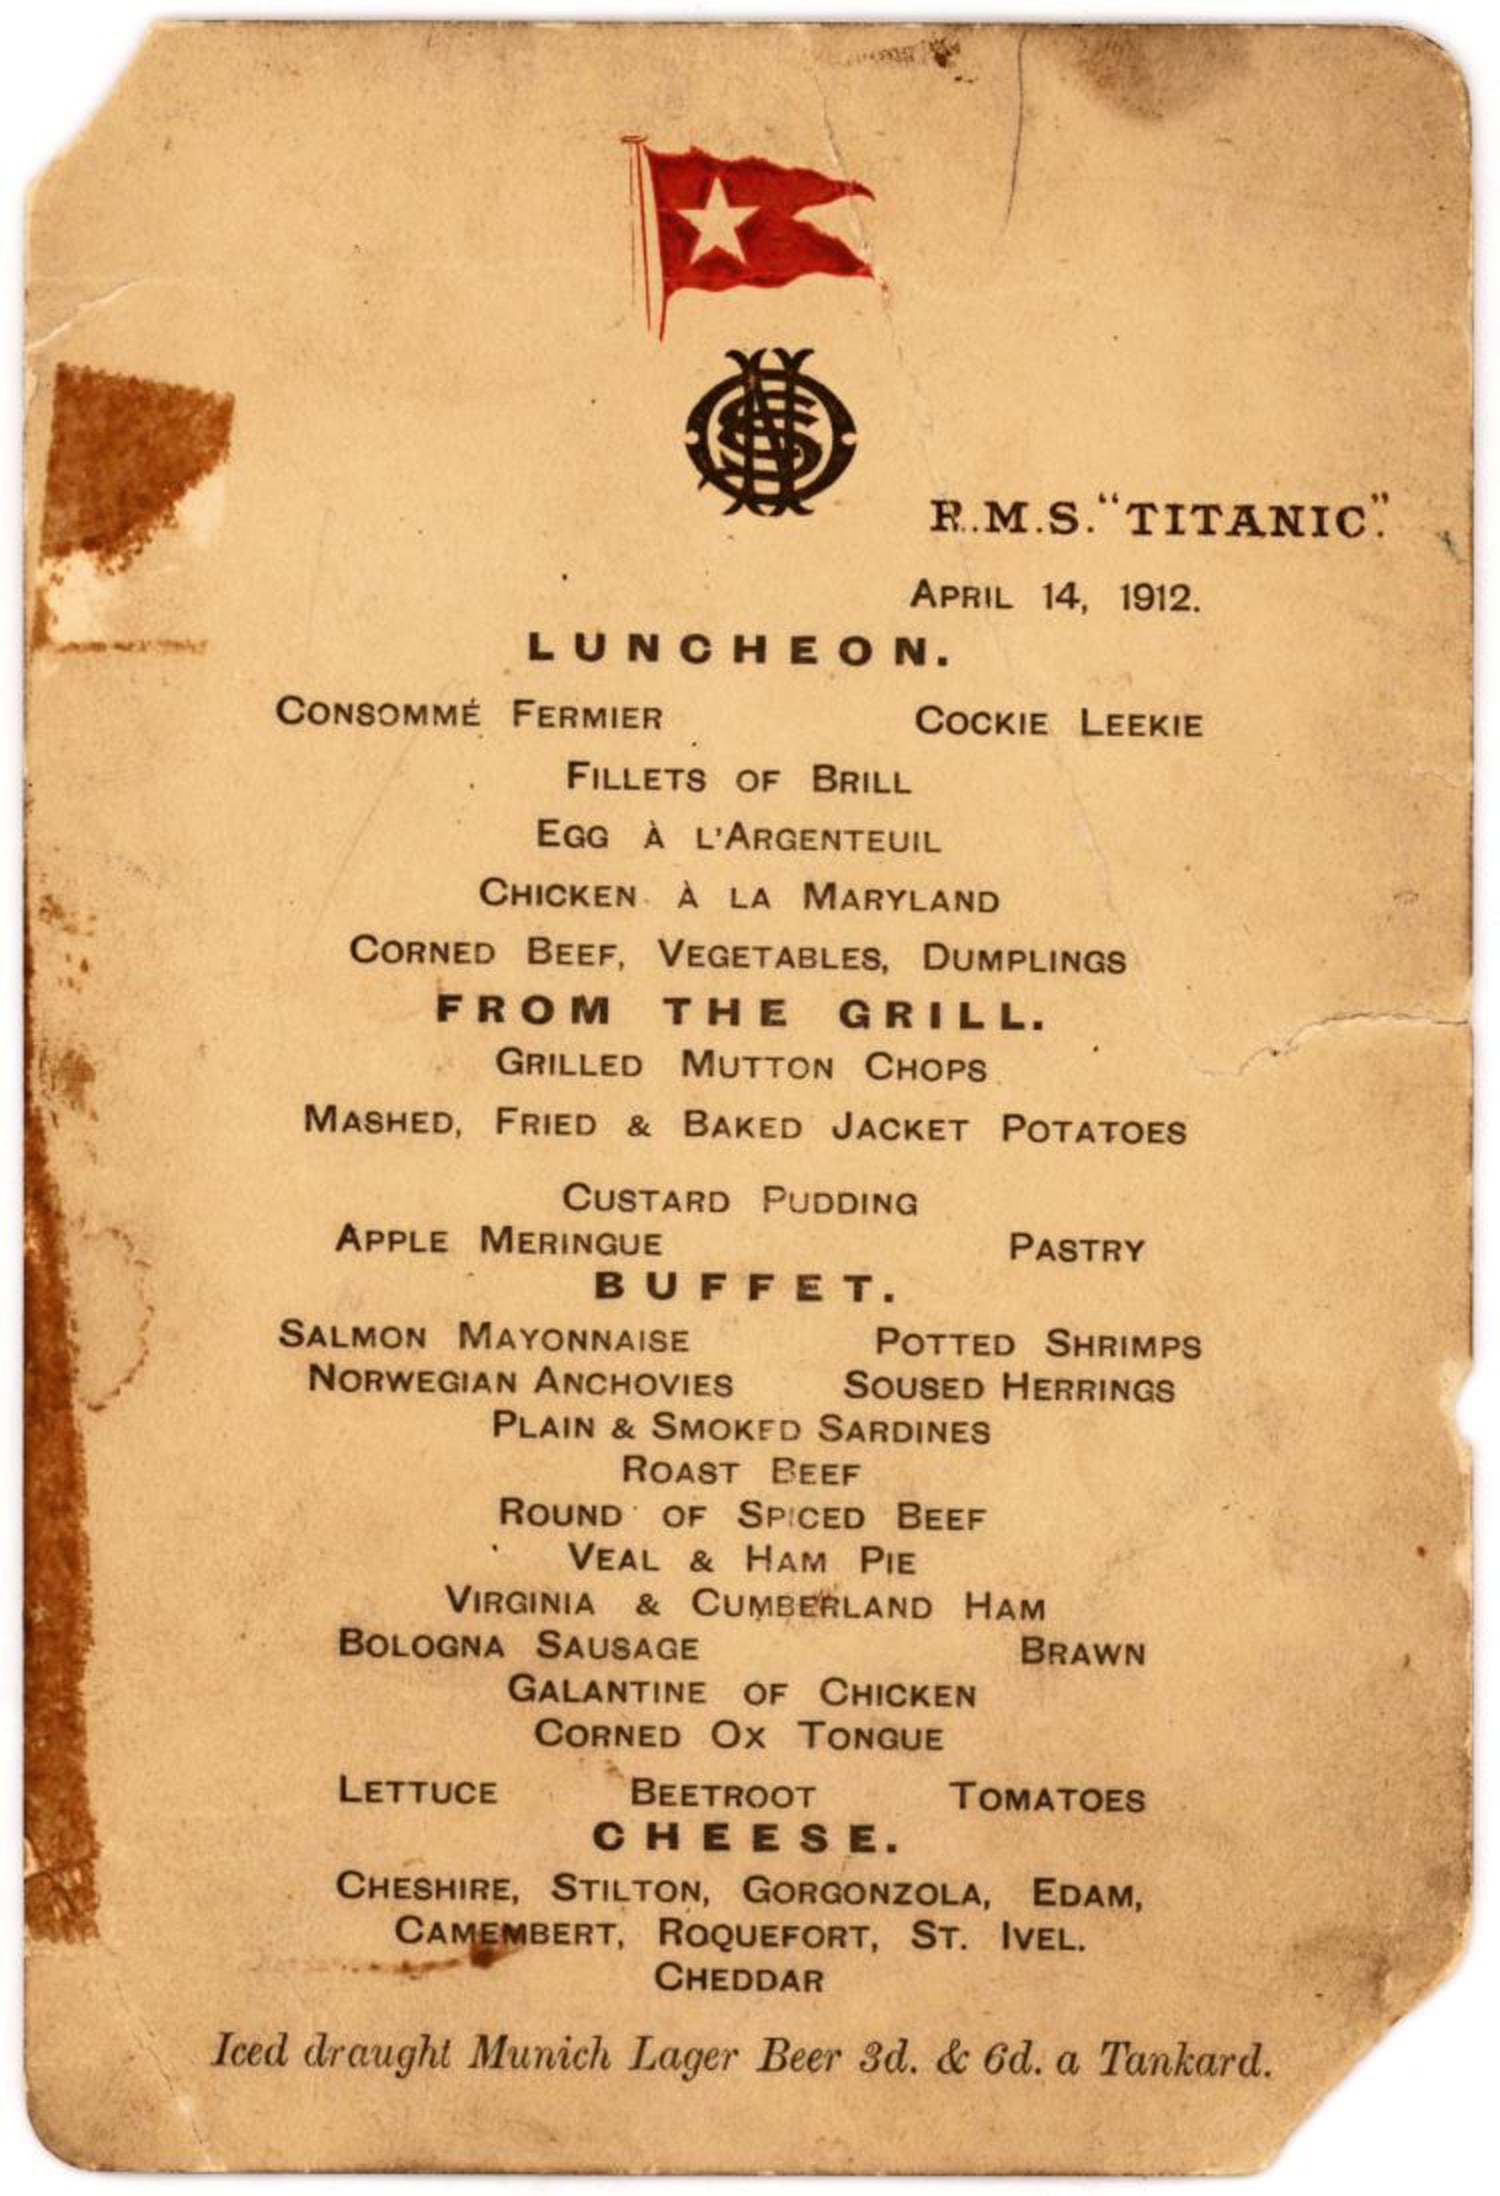 OSN
R.M.S. "TITANIC."
APRIL 14, 1912.
LUNCHEON.
CONSOMMÉ FERMIER COCKIE LEEKIE
FILLETS OF BRILL
EGG À L'ARGENTEUIL
CHICKEN À LA MARYLAND
CORNED BEEF, VEGETABLES, DUMPLINGS
FROM THE GRILL.
GRILLED MUTTON CHOPS
MASHED, FRIED & BAKED JACKET POTATOES
CUSTARD PUDDING
APPLE MERINGUE PASTRY
BUFFET.
SALMON MAYONNAISE POTTED SHRIMPS
NORWEGIAN ANCHOVIES SOUSED HERRINGS
PLAIN & SMOKED SARDINES
ROAST BEEF
ROUND OF SPICED BEEF
VEAL & HAM PIE
VIRGINIA & CUMBERLAND HAM
BOLOGNA SAUSAGE BRAWN
GALANTINE OF CHICKEN
CORNED OX TONGUE
LETTUCE BEETROOT TOMATOES
CHEESE.
CHESHIRE, STILTON, GORGONZOLA, EDAM,
CAMEMBERT, ROQUEFORT, ST. IVEL.
CHEDDAR
Iced draught Munich Lager Beer 3d. & 6d. a Tankard.